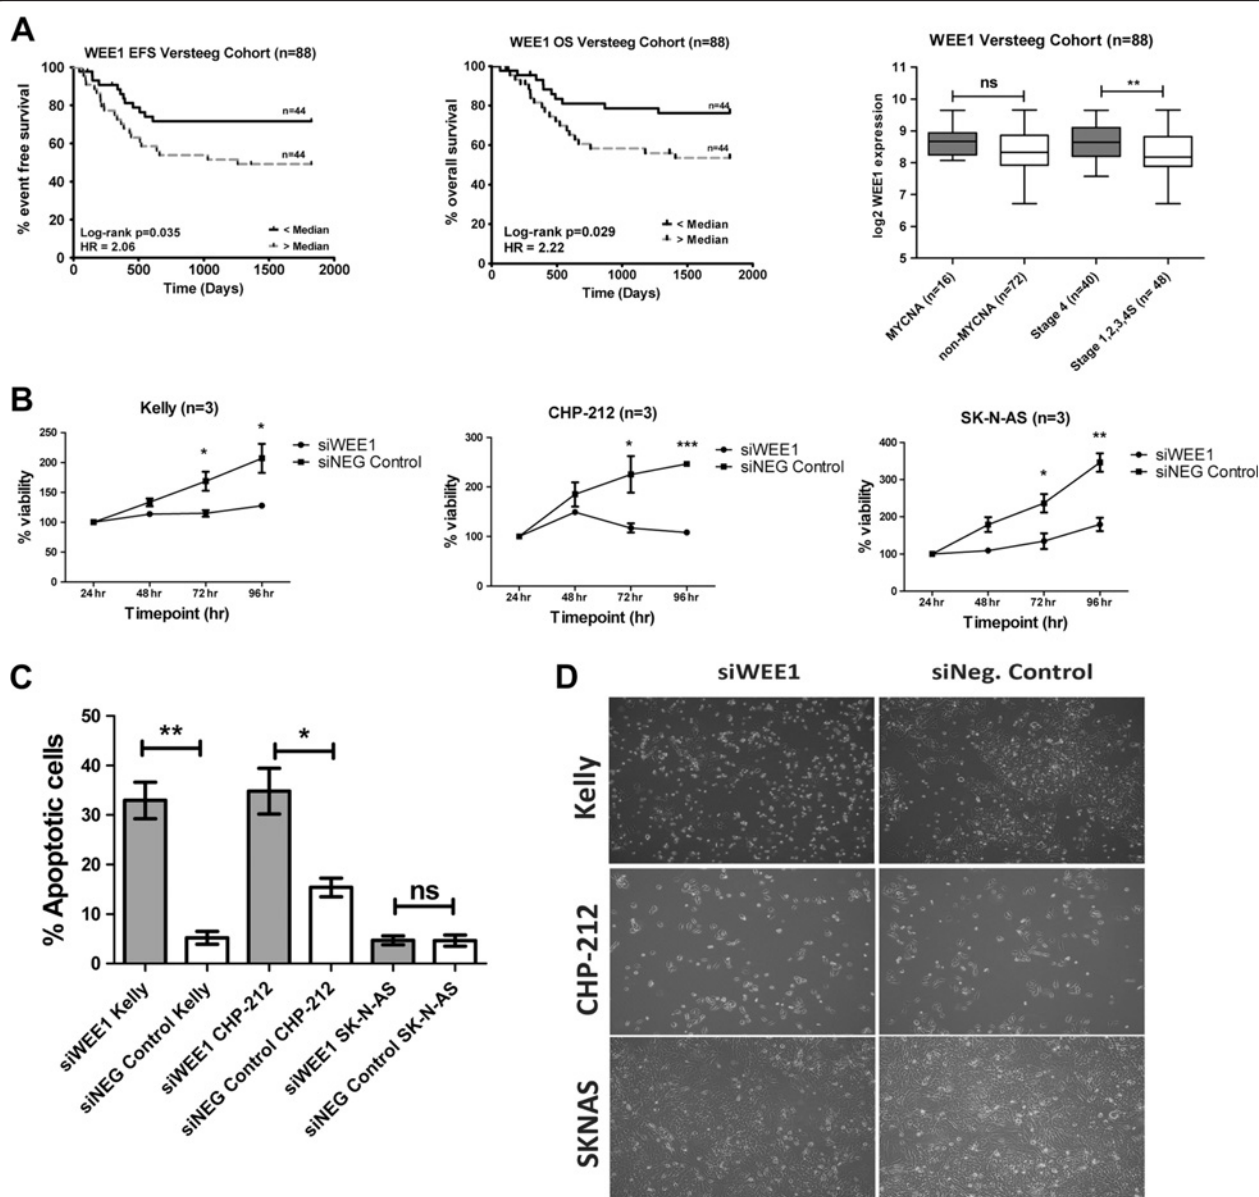 A
WEE1 EFS Versteeg Cohort (n=88)
% event free survival
100
80
60
40
20
0
n=44
n=44
Log-rank p=0.035
HR = 2.06
< Median
> Median
0 500 1000 1500 2000
Time (Days)
WEE1 OS Versteeg Cohort (n=88)
% overall survival
100
80
60
40
20
0
n=44
n=44
Log-rank p=0.029
HR = 2.22
< Median
> Median
0 500 1000 1500 2000
Time (Days)
WEE1 Versteeg Cohort (n=88)
log2 WEE1 expression
11
10
9
8
7
6
5
ns
**
MYCNA (n=16)
non-MYCNA (n=72)
Stage 4 (n=40)
Stage 1,2,3,4S (n= 48)
B
Kelly (n=3)
% viability
250
200
150
100
50
0
*
*
siWEE1
siNEG Control
24 hr 48 hr 72 hr 96 hr
Timepoint (hr)
CHP-212 (n=3)
% viability
300
200
100
0
*
***
siWEE1
siNEG Control
24 hr 48 hr 72 hr 96 hr
Timepoint (hr)
SK-N-AS (n=3)
% viability
400
300
200
100
0
*
**
siWEE1
siNEG Control
24 hr 48 hr 72 hr 96 hr
Timepoint (hr)
C
% Apoptotic cells
50
40
30
20
10
0
**
*
ns
siWEE1 Kelly
siNEG Control Kelly
siWEE1 CHP-212
siNEG Control CHP-212
siWEE1 SK-N-AS
siNEG Control SK-N-AS
D
siWEE1 siNeg. Control
Kelly
CHP-212
SKNAS